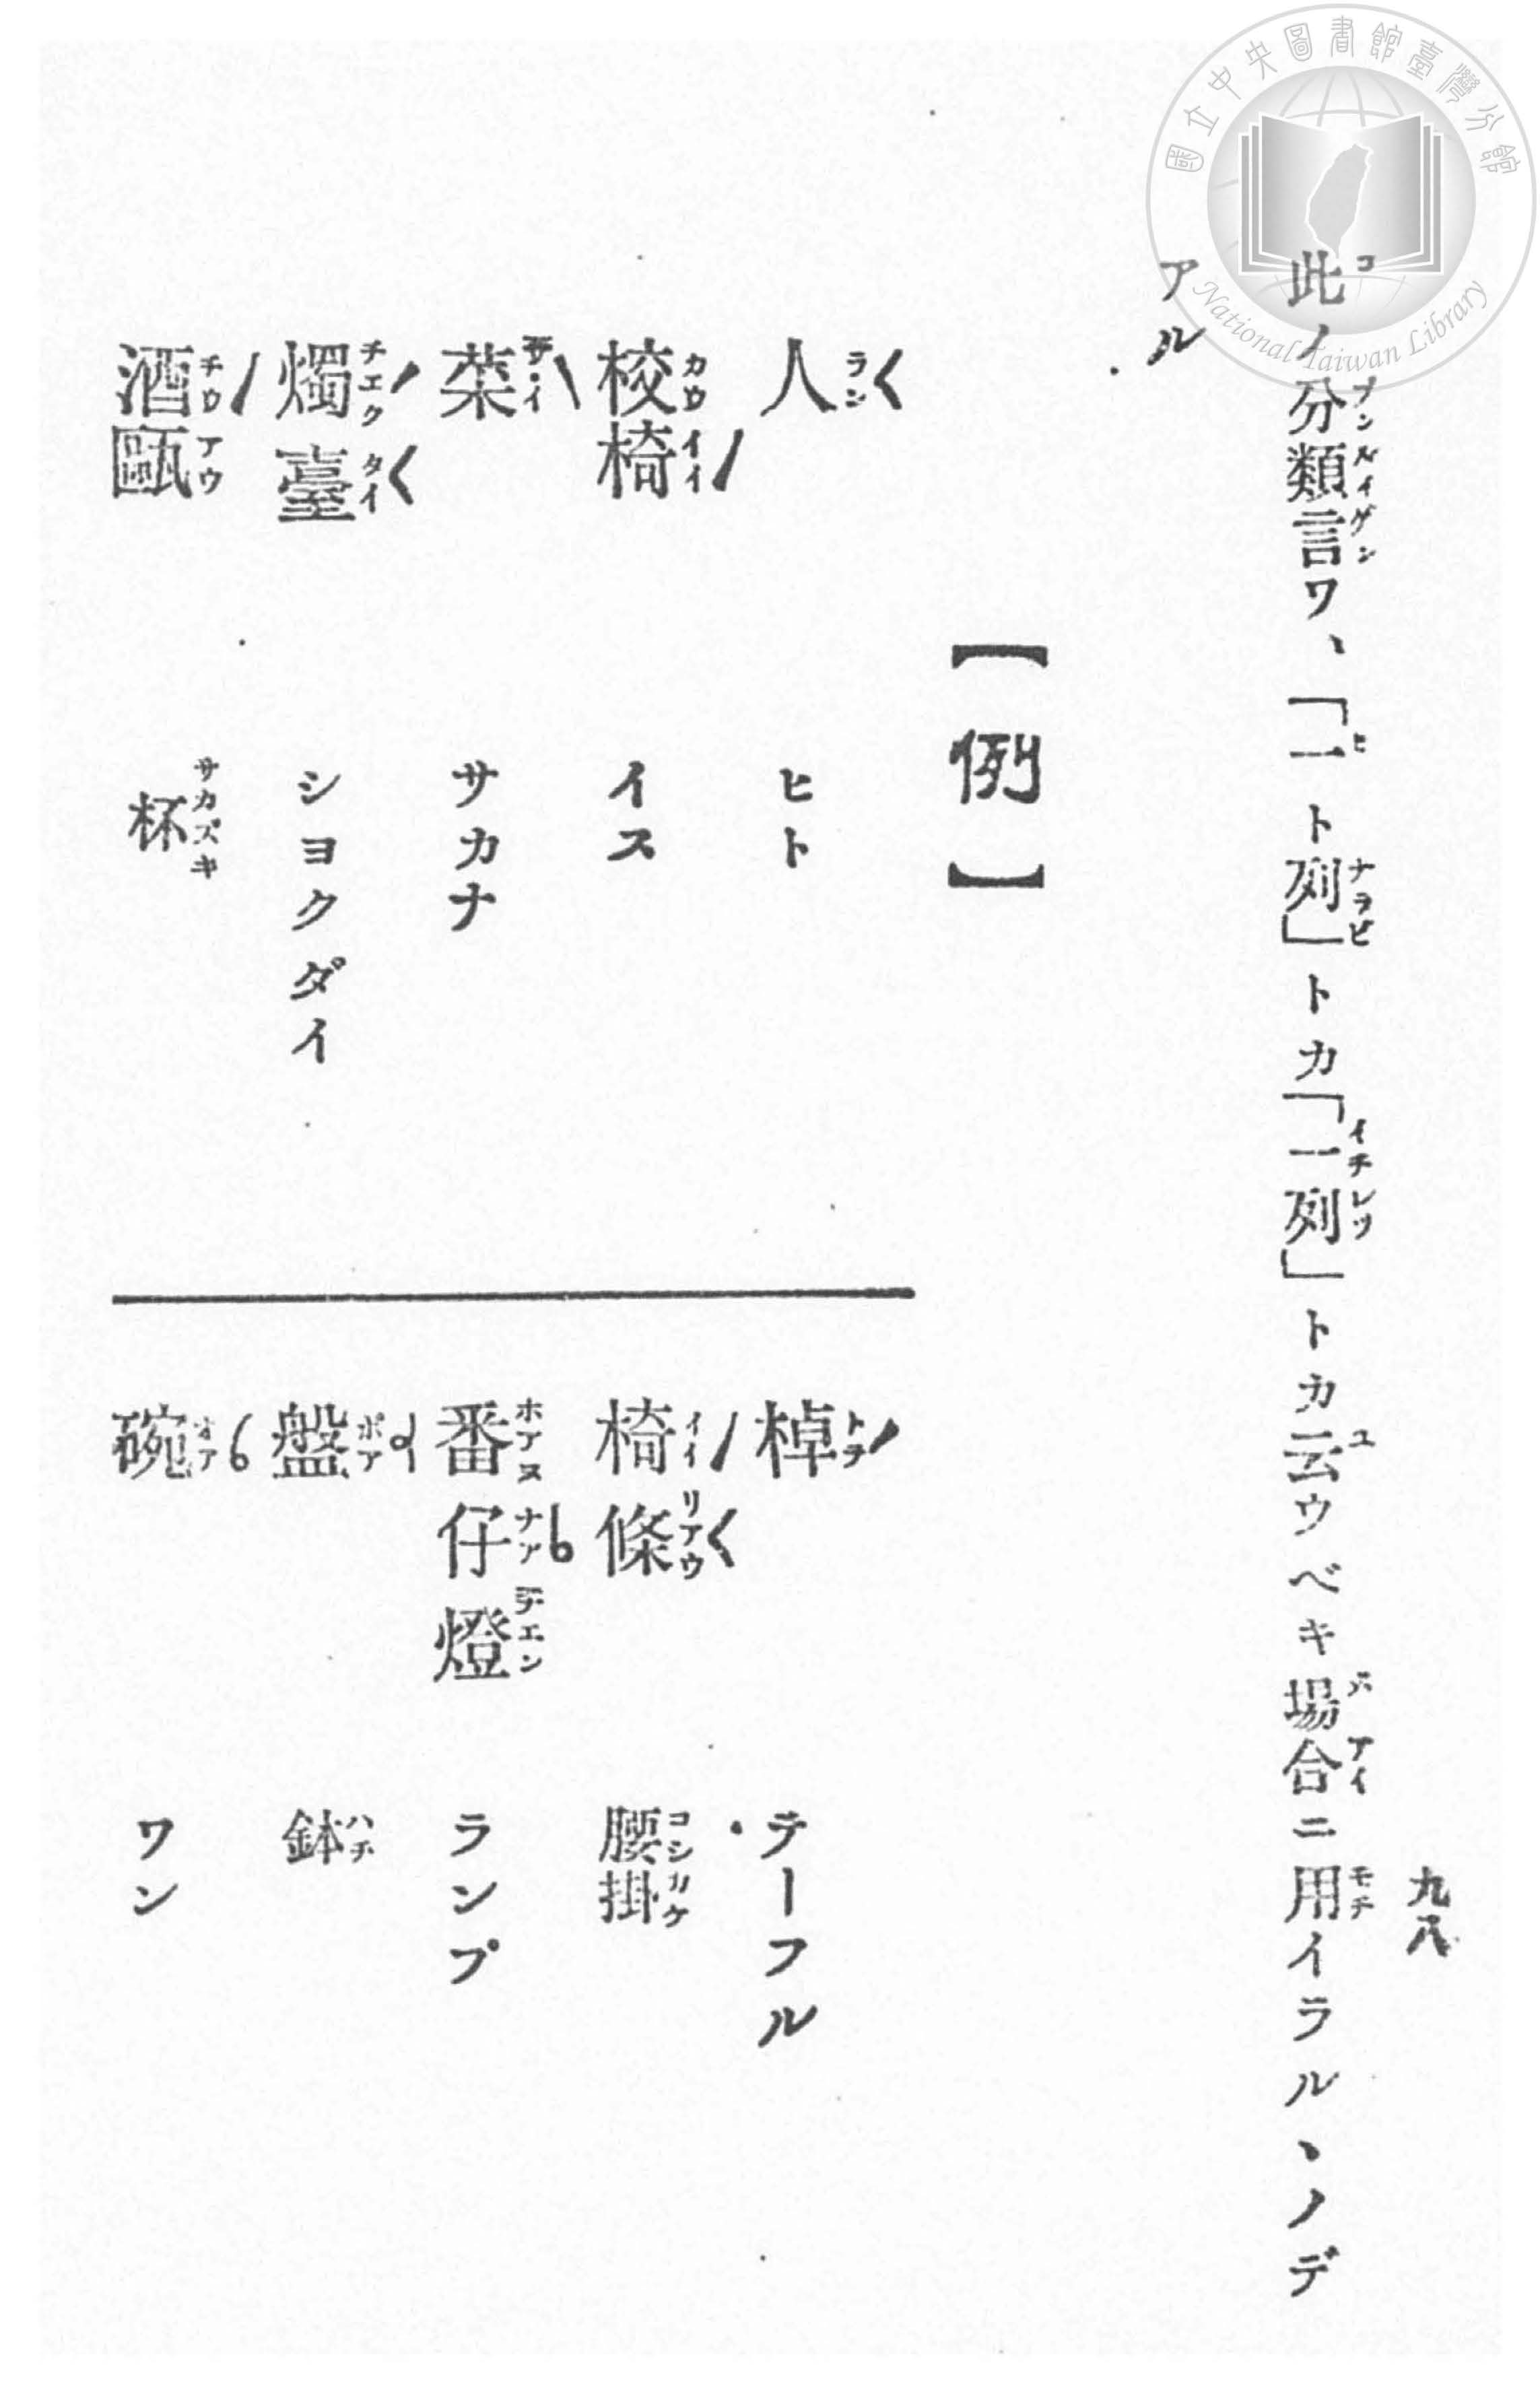 九八
此ノ分類言ワ、「一ト列」トカ「一列」トカ云ウベキ場合ニ用イラル、ノデ
アル
【例】
人 ヒト
校椅 イス
菜 サカナ
燭臺 シヨクダイ
酒甌 杯
棹 テーフル
椅條 腰掛
番仔燈 ランプ
盤 鉢
碗 ワン
國立中央圖書館臺灣分館
National Taiwan Library